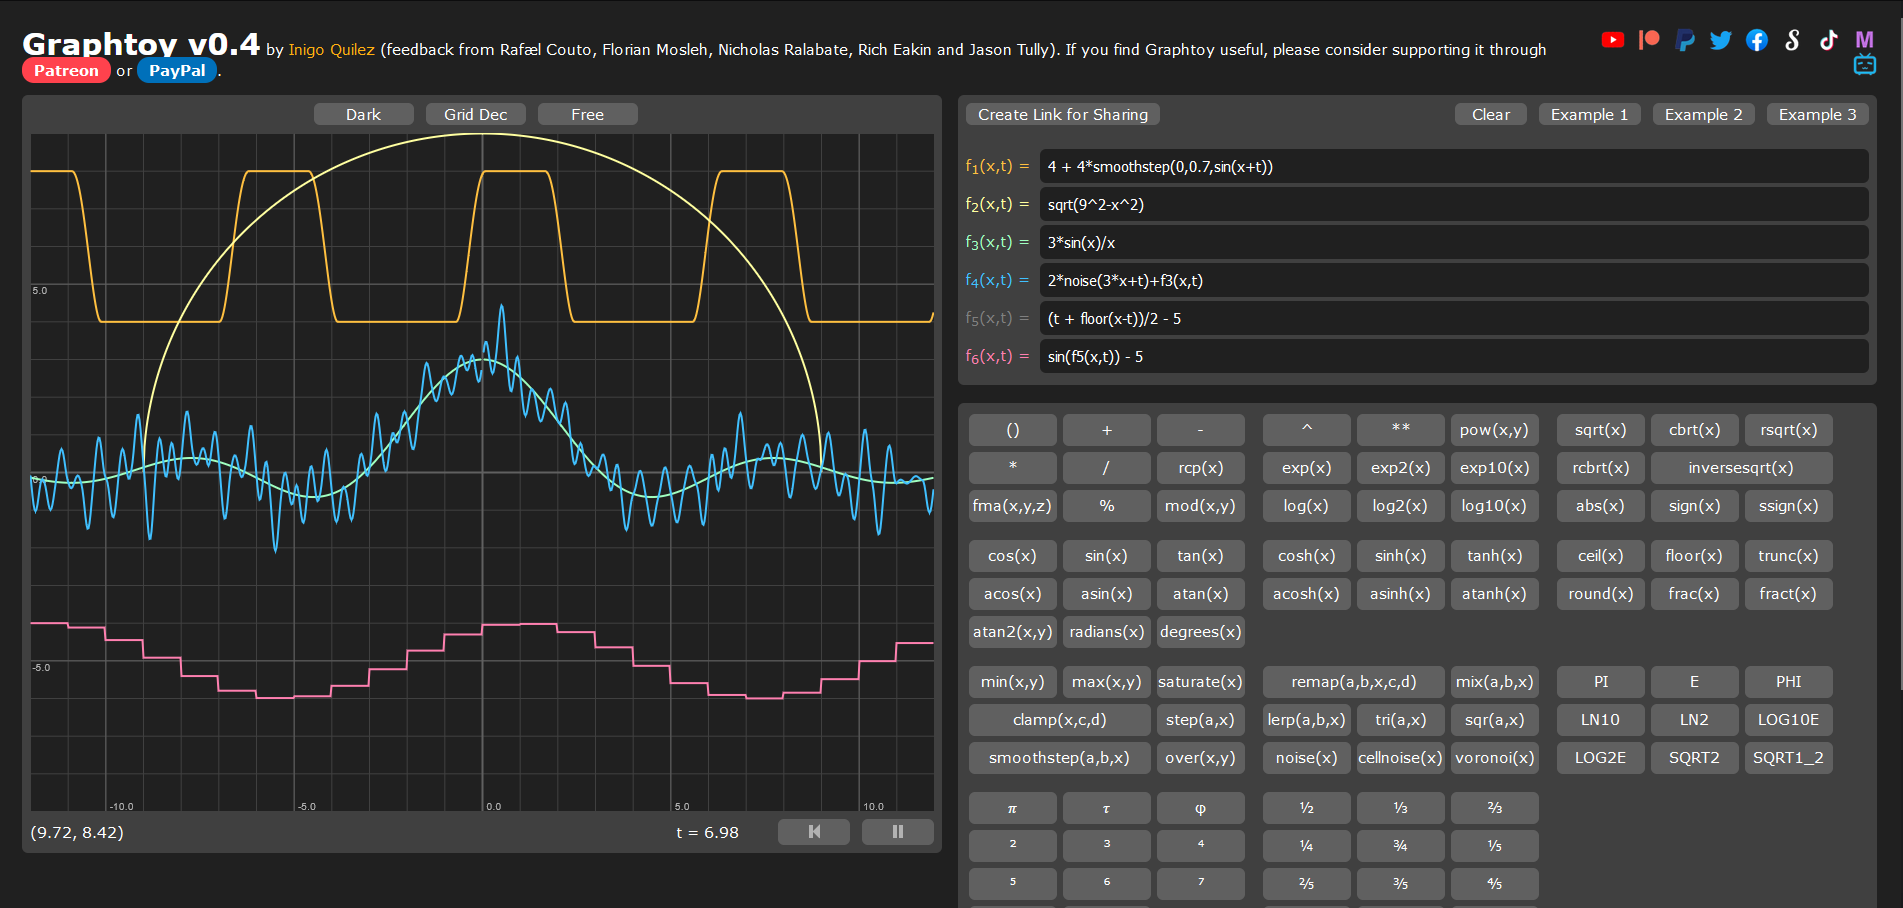 Graphtoy v0.4 by Inigo Quilez (feedback from Rafæl Couto, Florian Mosleh, Nicholas Ralabate, Rich Eakin and Jason Tully). If you find Graphtoy useful, please consider supporting it through
Patreon or PayPal.
Dark Grid Dec Free
5.0
0.0
-5.0
-10.0 -5.0 0.0 5.0 10.0
(9.72, 8.42) t = 6.98
Create Link for Sharing Clear Example 1 Example 2 Example 3
f₁(x,t) = 4 + 4*smoothstep(0,0.7,sin(x+t))
f₂(x,t) = sqrt(9^2-x^2)
f₃(x,t) = 3*sin(x)/x
f₄(x,t) = 2*noise(3*x+t)+f3(x,t)
f₅(x,t) = (t + floor(x-t))/2 - 5
f₆(x,t) = sin(f5(x,t)) - 5
() + - ^ ** pow(x,y) sqrt(x) cbrt(x) rsqrt(x)
* / rcp(x) exp(x) exp2(x) exp10(x) rcbrt(x) inversesqrt(x)
fma(x,y,z) % mod(x,y) log(x) log2(x) log10(x) abs(x) sign(x) ssign(x)
cos(x) sin(x) tan(x) cosh(x) sinh(x) tanh(x) ceil(x) floor(x) trunc(x)
acos(x) asin(x) atan(x) acosh(x) asinh(x) atanh(x) round(x) frac(x) fract(x)
atan2(x,y) radians(x) degrees(x)
min(x,y) max(x,y) saturate(x) remap(a,b,x,c,d) mix(a,b,x) PI E PHI
clamp(x,c,d) step(a,x) lerp(a,b,x) tri(a,x) sqr(a,x) LN10 LN2 LOG10E
smoothstep(a,b,x) over(x,y) noise(x) cellnoise(x) voronoi(x) LOG2E SQRT2 SQRT1_2
π τ φ ½ ⅓ ⅔
² ³ ⁴ ¼ ¾ ⅕
⁵ ⁶ ⁷ ⅖ ⅗ ⅘